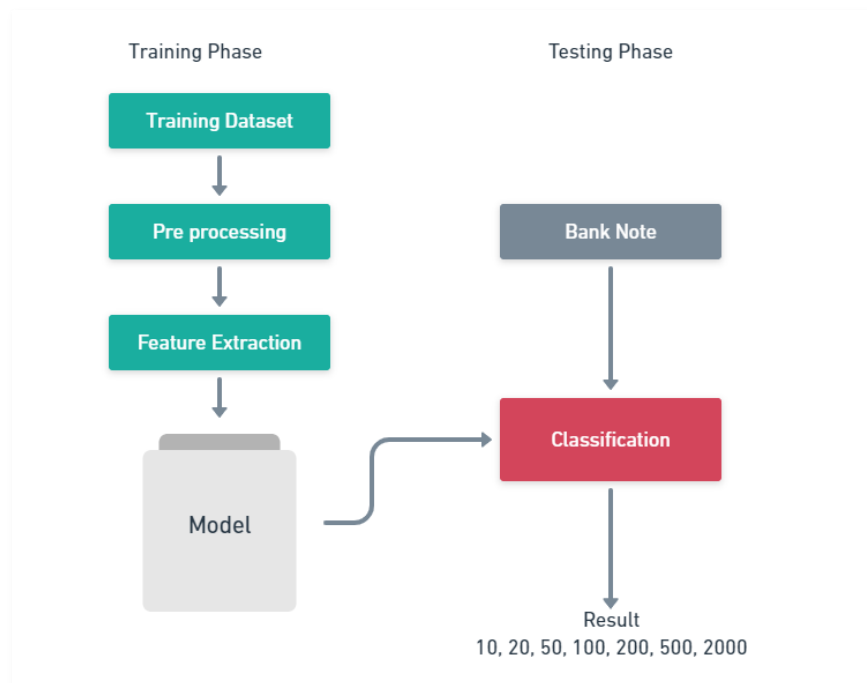 Training Phase
Testing Phase
Training Dataset
Pre processing
Bank Note
Feature Extraction
Classification
Model
Result
10, 20, 50, 100, 200, 500, 2000